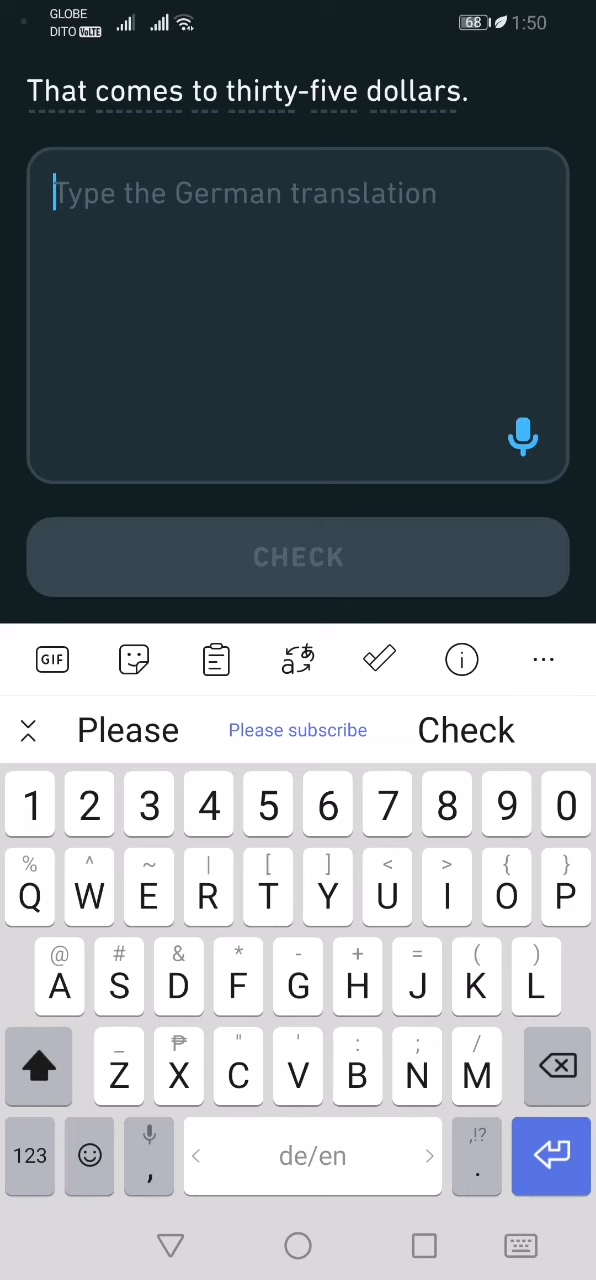 GLOBE
DITO VoLTE 68 1:50
That comes to thirty-five dollars.
Type the German translation
CHECK
GIF
Please Please subscribe Check
1 2 3 4 5 6 7 8 9 0
% ^ ~ | [ ] < > { }
Q W E R T Y U I O P
@ # & * - + = ( )
A S D F G H J K L
_ ₱ " ' : ; /
Z X C V B N M
123 , < de/en > ,!? .